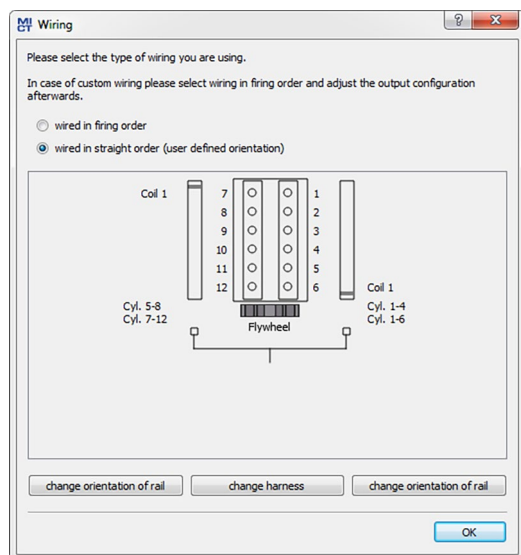 MICT Wiring
?
X
Please select the type of wiring you are using.
In case of custom wiring please select wiring in firing order and adjust the output configuration
afterwards.
wired in firing order
wired in straight order (user defined orientation)
Coil 1 7 1
8 2
9 3
10 4
11 5
12 6 Coil 1
Cyl. 5-8 Cyl. 1-4
Cyl. 7-12 Cyl. 1-6
Flywheel
change orientation of rail change harness change orientation of rail
OK